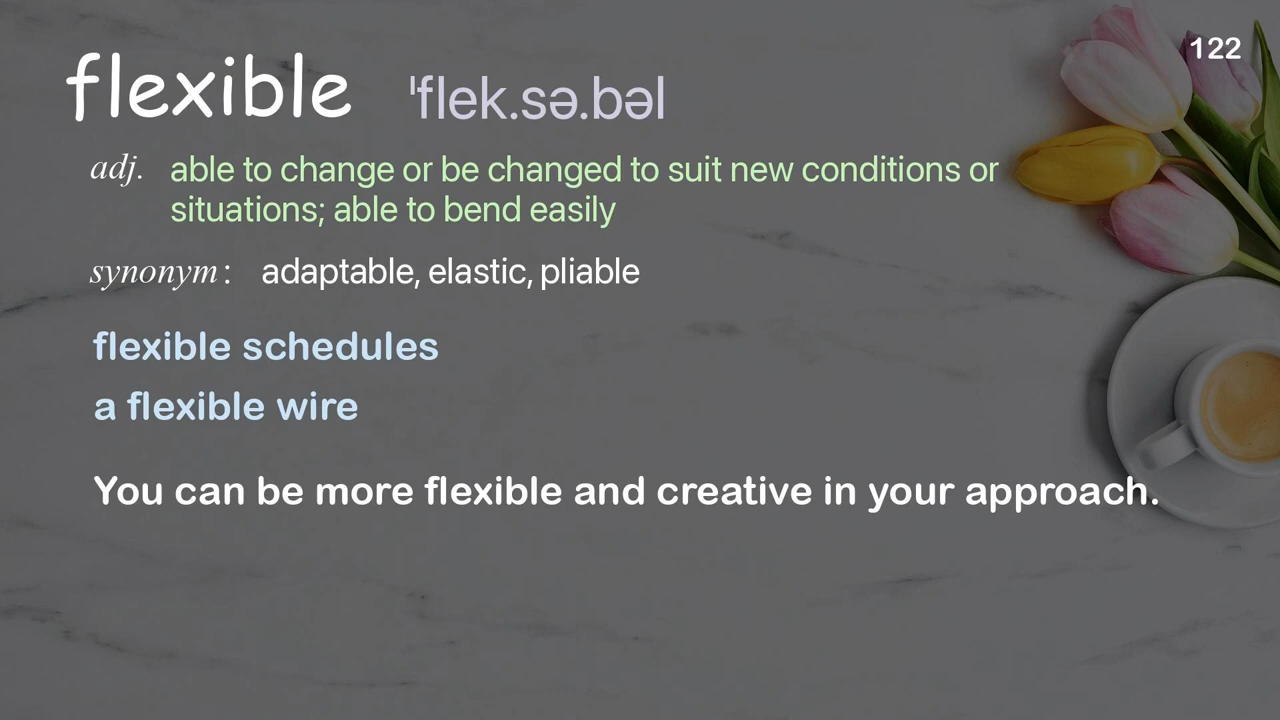 122
flexible ˈflek.sə.bəl
adj. able to change or be changed to suit new conditions or
situations; able to bend easily
synonym: adaptable, elastic, pliable
flexible schedules
a flexible wire
You can be more flexible and creative in your approach.